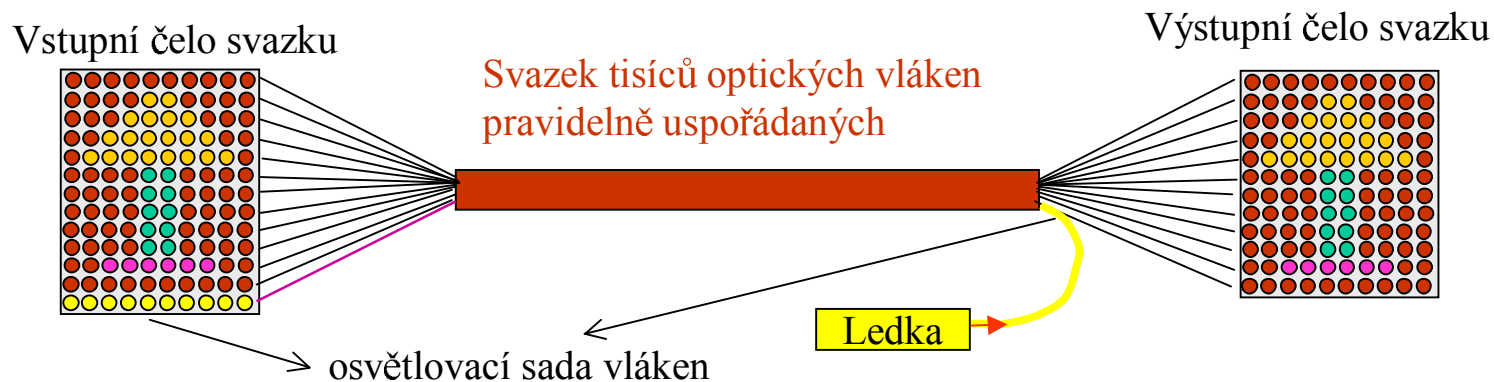 Vstupní čelo svazku
Výstupní čelo svazku
Svazek tisíců optických vláken
pravidelně uspořádaných
Ledka
osvětlovací sada vláken